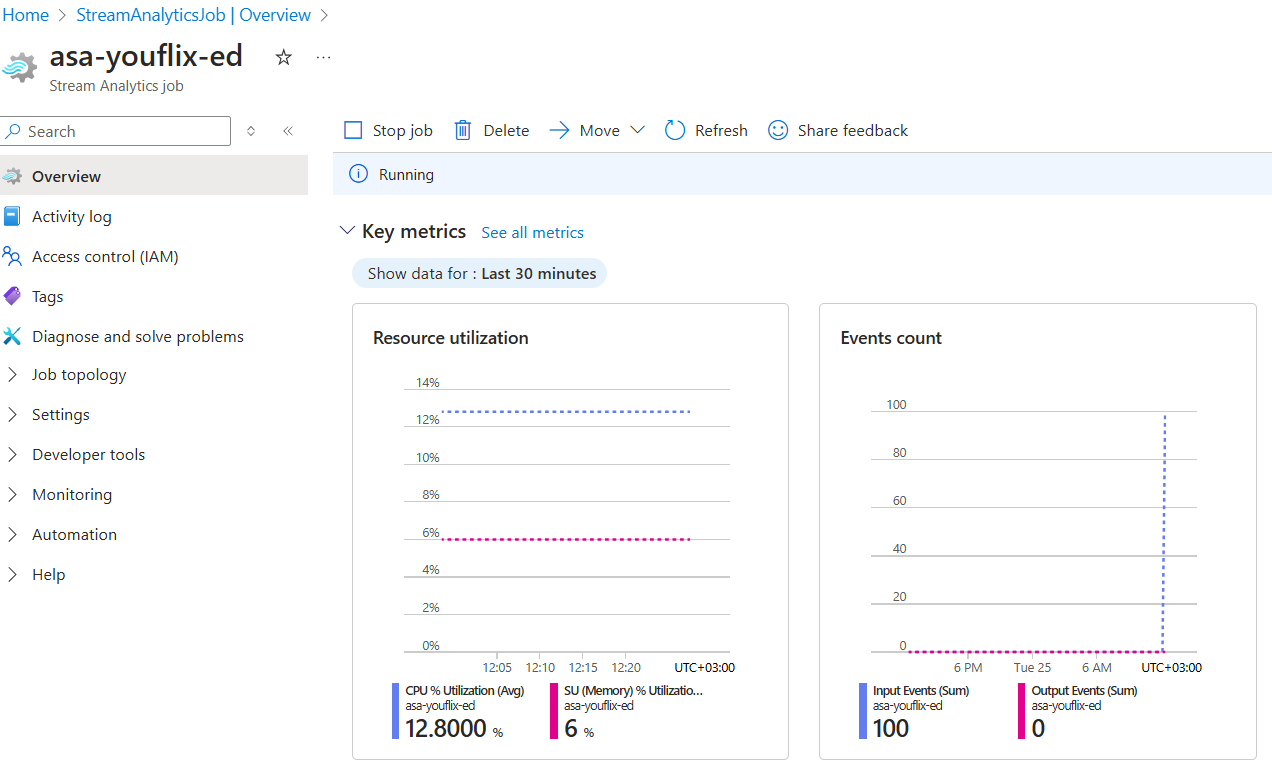 Home > StreamAnalyticsJob | Overview >
asa-youflix-ed
Stream Analytics job
Search
Overview
Activity log
Access control (IAM)
Tags
Diagnose and solve problems
Job topology
Settings
Developer tools
Monitoring
Automation
Help
Stop job Delete Move Refresh Share feedback
Running
Key metrics See all metrics
Show data for : Last 30 minutes
Resource utilization
14%
12%
10%
8%
6%
4%
2%
0%
12:05 12:10 12:15 12:20 UTC+03:00
CPU % Utilization (Avg)
asa-youflix-ed
12.8000 %
SU (Memory) % Utilizatio...
asa-youflix-ed
6 %
Events count
100
80
60
40
20
0
6 PM Tue 25 6 AM UTC+03:00
Input Events (Sum)
asa-youflix-ed
100
Output Events (Sum)
asa-youflix-ed
0